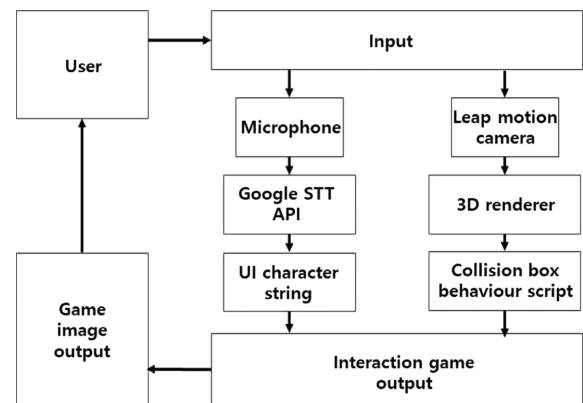 User
Input
Microphone
Leap motion
camera
Google STT
API
3D renderer
UI character
string
Collision box
behaviour script
Game
image
output
Interaction game
output